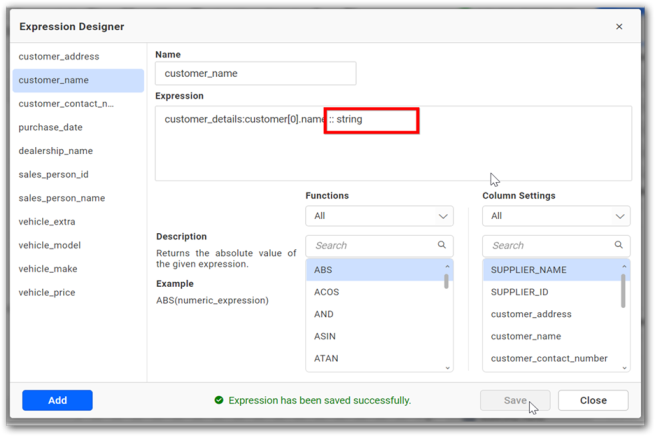 Expression Designer
customer_address
customer_name
customer_contact_n...
purchase_date
dealership_name
sales_person_id
sales_person_name
vehicle_extra
vehicle_model
vehicle_make
vehicle_price
Name
customer_name
Expression
customer_details:customer[0].name :: string
Functions
All
Search
ABS
ACOS
AND
ASIN
ATAN
Column Settings
All
Search
SUPPLIER_NAME
SUPPLIER_ID
customer_address
customer_name
customer_contact_number
Description
Returns the absolute value of
the given expression.
Example
ABS(numeric_expression)
Add
Expression has been saved successfully.
Save
Close